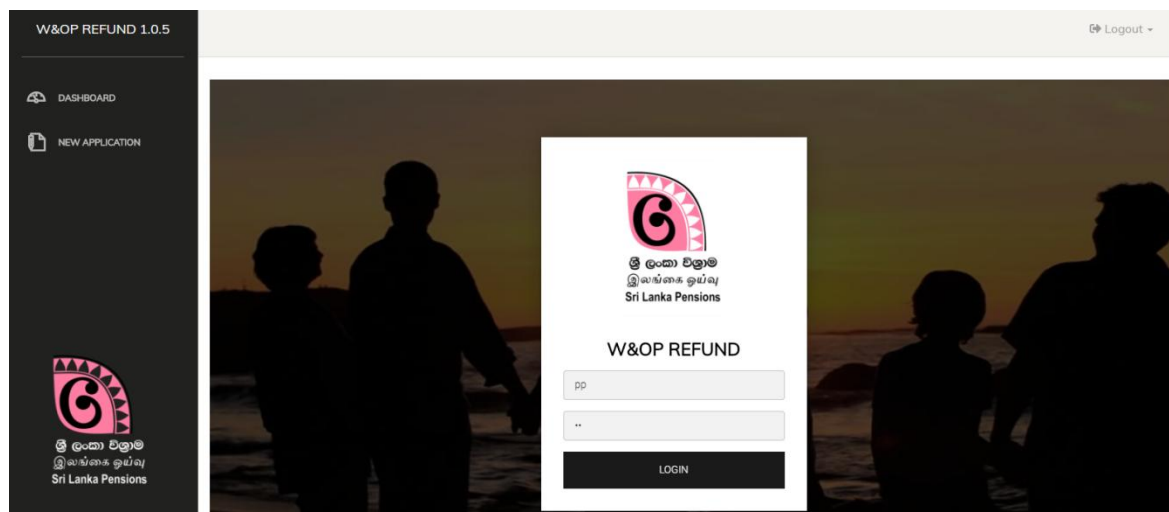 W&OP REFUND 1.0.5
Logout
DASHBOARD
NEW APPLICATION
ශ්‍රී ලංකා විශ්‍රාම
இலங்கை ஓய்வு
Sri Lanka Pensions
W&OP REFUND
pp
••
LOGIN
ශ්‍රී ලංකා විශ්‍රාම
இலங்கை ஓய்வு
Sri Lanka Pensions